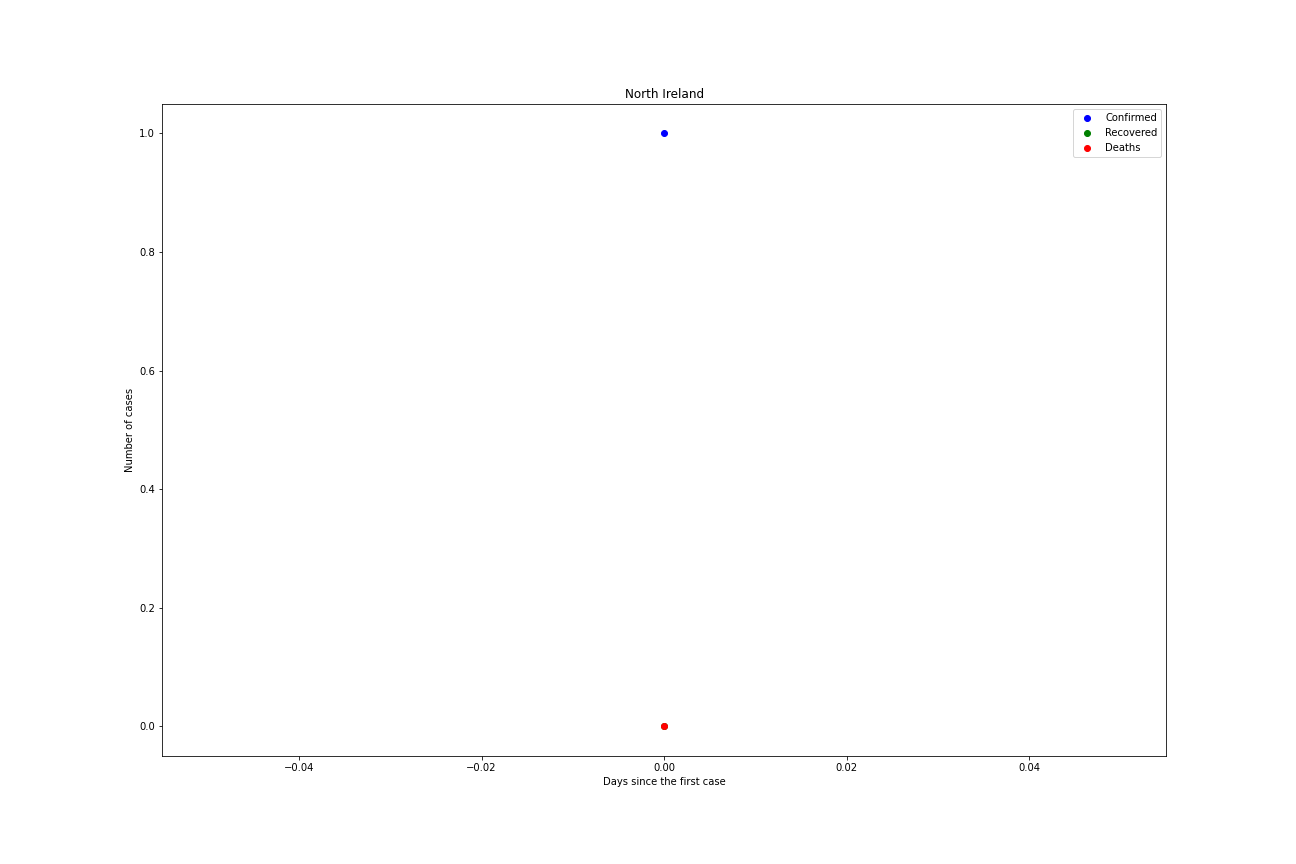 North Ireland
Confirmed
Recovered
Deaths
1.0
0.8
0.6
0.4
0.2
0.0
Number of cases
−0.04 −0.02 0.00 0.02 0.04
Days since the first case